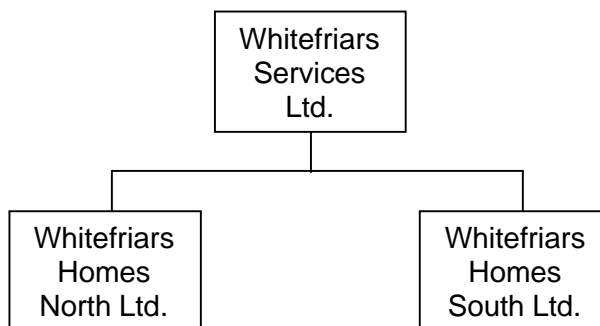 Whitefriars
Services
Ltd.
Whitefriars
Homes
North Ltd.
Whitefriars
Homes
South Ltd.